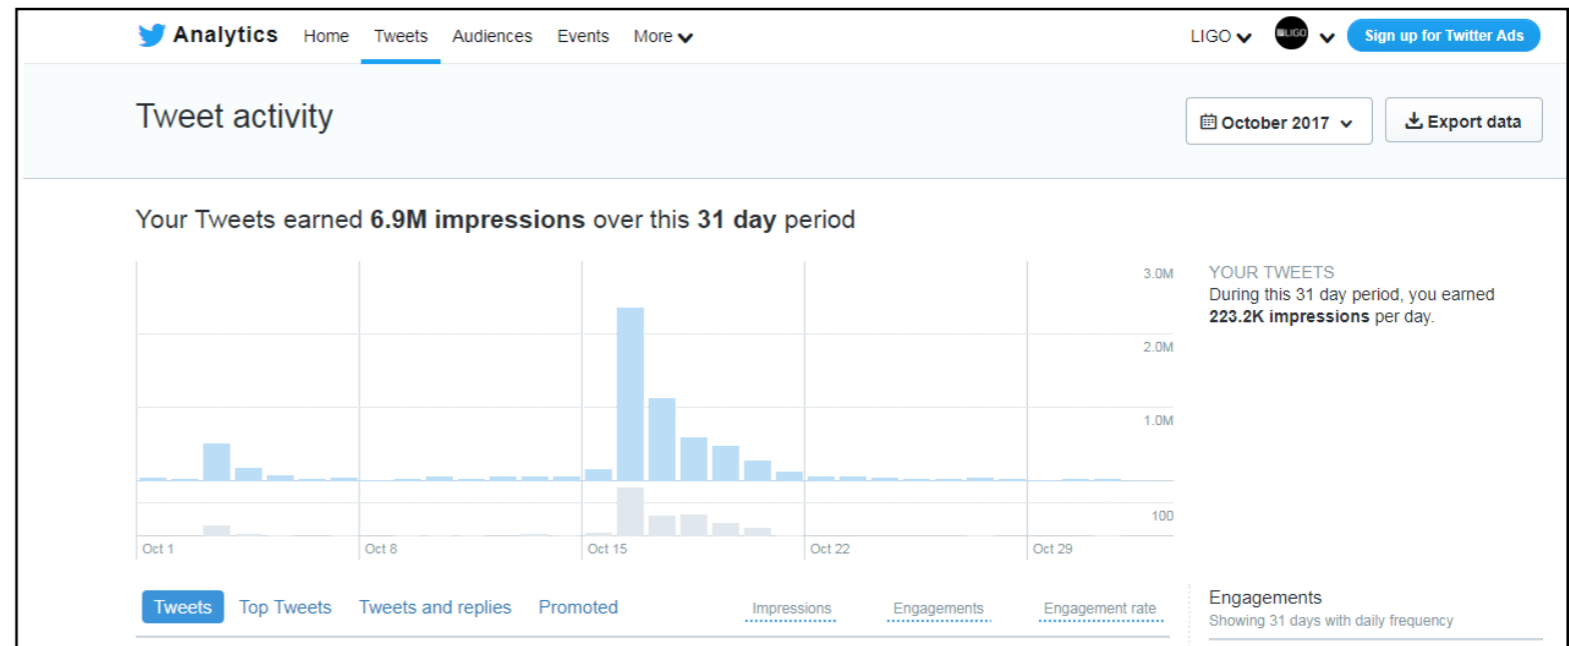 Analytics Home Tweets Audiences Events More LIGO LIGO Sign up for Twitter Ads
Tweet activity
October 2017 Export data
Your Tweets earned 6.9M impressions over this 31 day period
3.0M
2.0M
1.0M
100
Oct 1 Oct 8 Oct 15 Oct 22 Oct 29
YOUR TWEETS
During this 31 day period, you earned
223.2K impressions per day.
Tweets Top Tweets Tweets and replies Promoted Impressions Engagements Engagement rate
Engagements
Showing 31 days with daily frequency